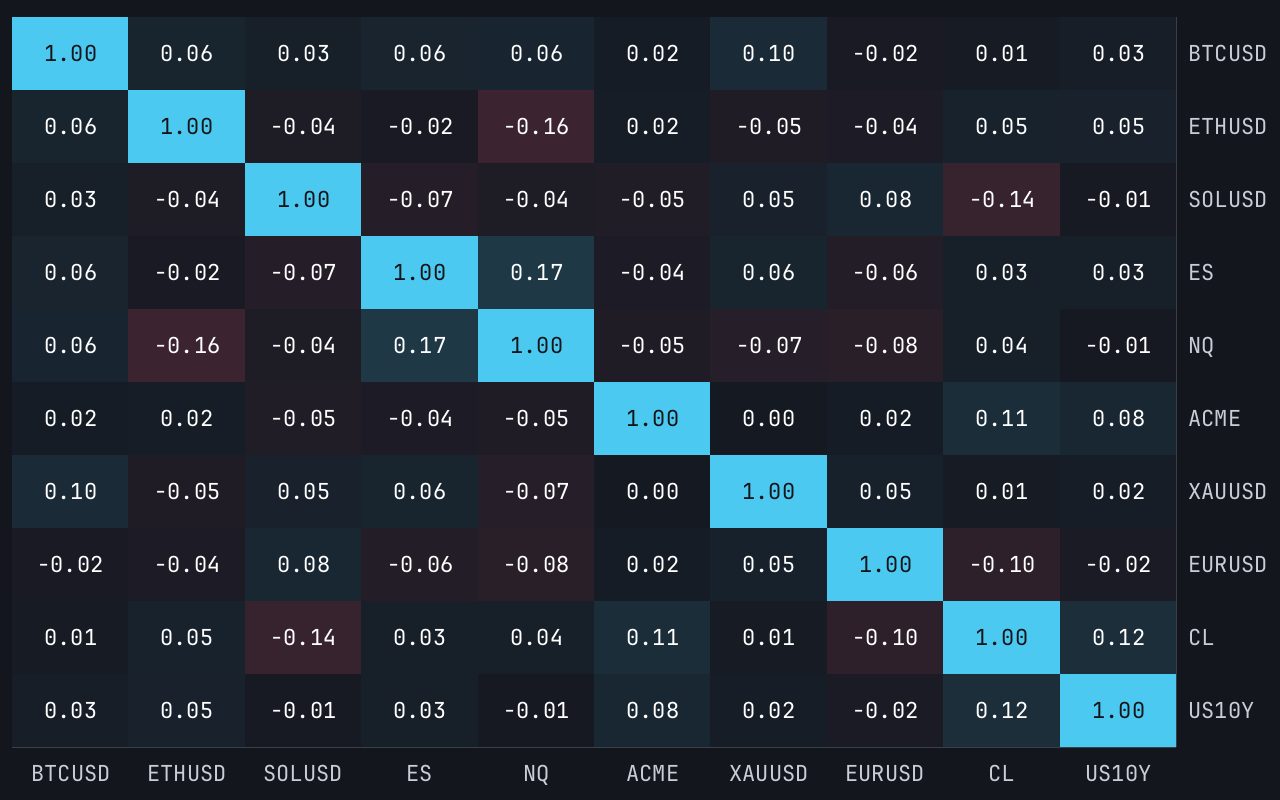 1.00 0.06 0.03 0.06 0.06 0.02 0.10 -0.02 0.01 0.03 BTCUSD
0.06 1.00 -0.04 -0.02 -0.16 0.02 -0.05 -0.04 0.05 0.05 ETHUSD
0.03 -0.04 1.00 -0.07 -0.04 -0.05 0.05 0.08 -0.14 -0.01 SOLUSD
0.06 -0.02 -0.07 1.00 0.17 -0.04 0.06 -0.06 0.03 0.03 ES
0.06 -0.16 -0.04 0.17 1.00 -0.05 -0.07 -0.08 0.04 -0.01 NQ
0.02 0.02 -0.05 -0.04 -0.05 1.00 0.00 0.02 0.11 0.08 ACME
0.10 -0.05 0.05 0.06 -0.07 0.00 1.00 0.05 0.01 0.02 XAUUSD
-0.02 -0.04 0.08 -0.06 -0.08 0.02 0.05 1.00 -0.10 -0.02 EURUSD
0.01 0.05 -0.14 0.03 0.04 0.11 0.01 -0.10 1.00 0.12 CL
0.03 0.05 -0.01 0.03 -0.01 0.08 0.02 -0.02 0.12 1.00 US10Y
BTCUSD ETHUSD SOLUSD ES NQ ACME XAUUSD EURUSD CL US10Y